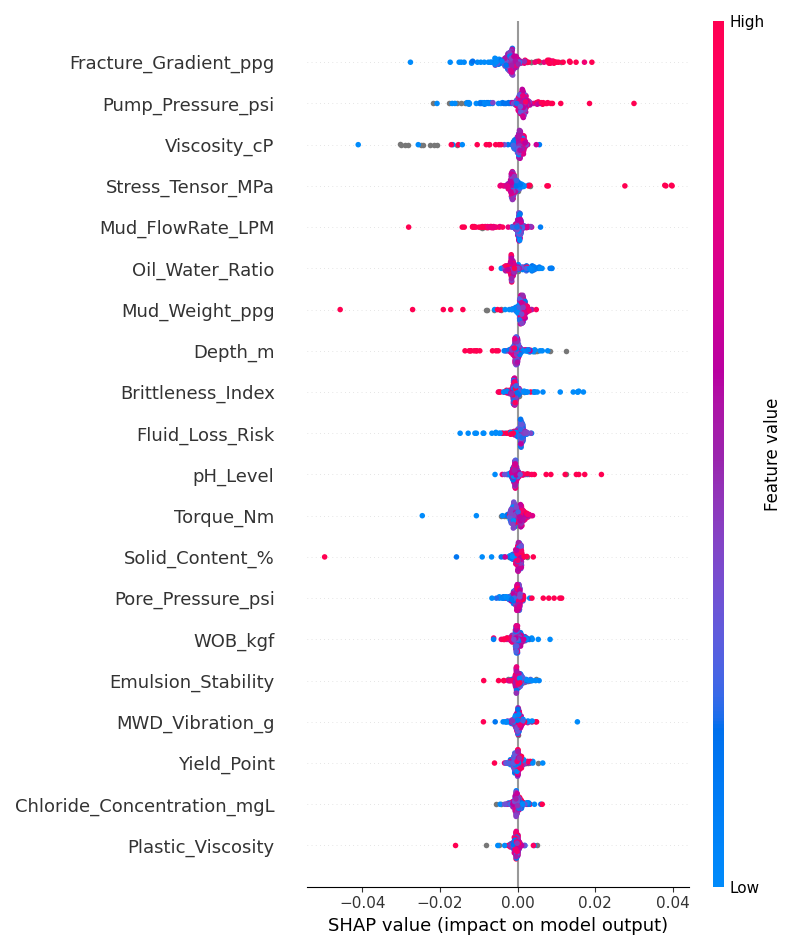 High
Fracture_Gradient_ppg
Pump_Pressure_psi
Viscosity_cP
Stress_Tensor_MPa
Mud_FlowRate_LPM
Oil_Water_Ratio
Mud_Weight_ppg
Depth_m
Brittleness_Index
Fluid_Loss_Risk
pH_Level
Torque_Nm
Solid_Content_%
Pore_Pressure_psi
WOB_kgf
Emulsion_Stability
MWD_Vibration_g
Yield_Point
Chloride_Concentration_mgL
Plastic_Viscosity
Feature value
Low
−0.04 −0.02 0.00 0.02 0.04
SHAP value (impact on model output)